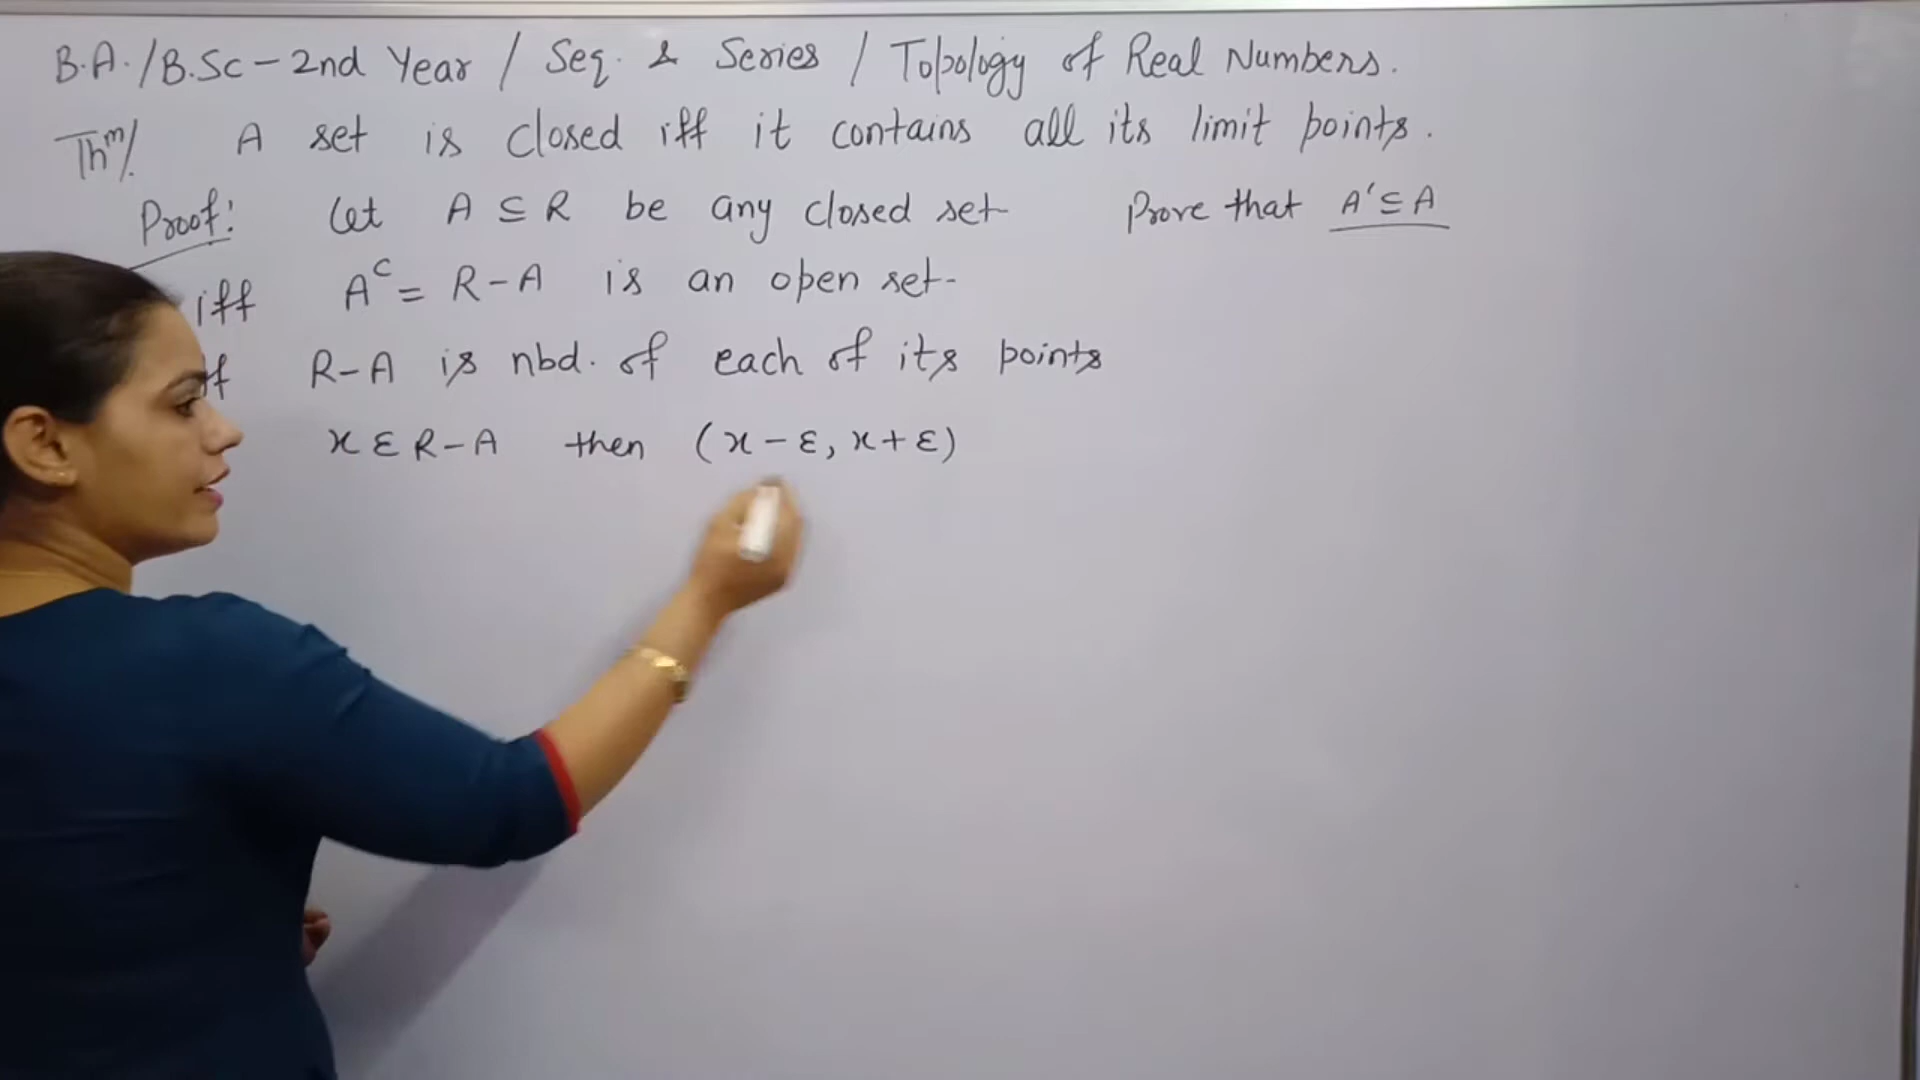 B.A./B.Sc - 2nd Year / Seq. & Series / Topology of Real Numbers.
Thm/. A set is closed iff it contains all its limit points.
Proof: Let A ⊆ R be any closed set Prove that A' ⊆ A
iff Aᶜ = R - A is an open set.
R - A is nbd. of each of its points
x ε R - A then (x - ε, x + ε)